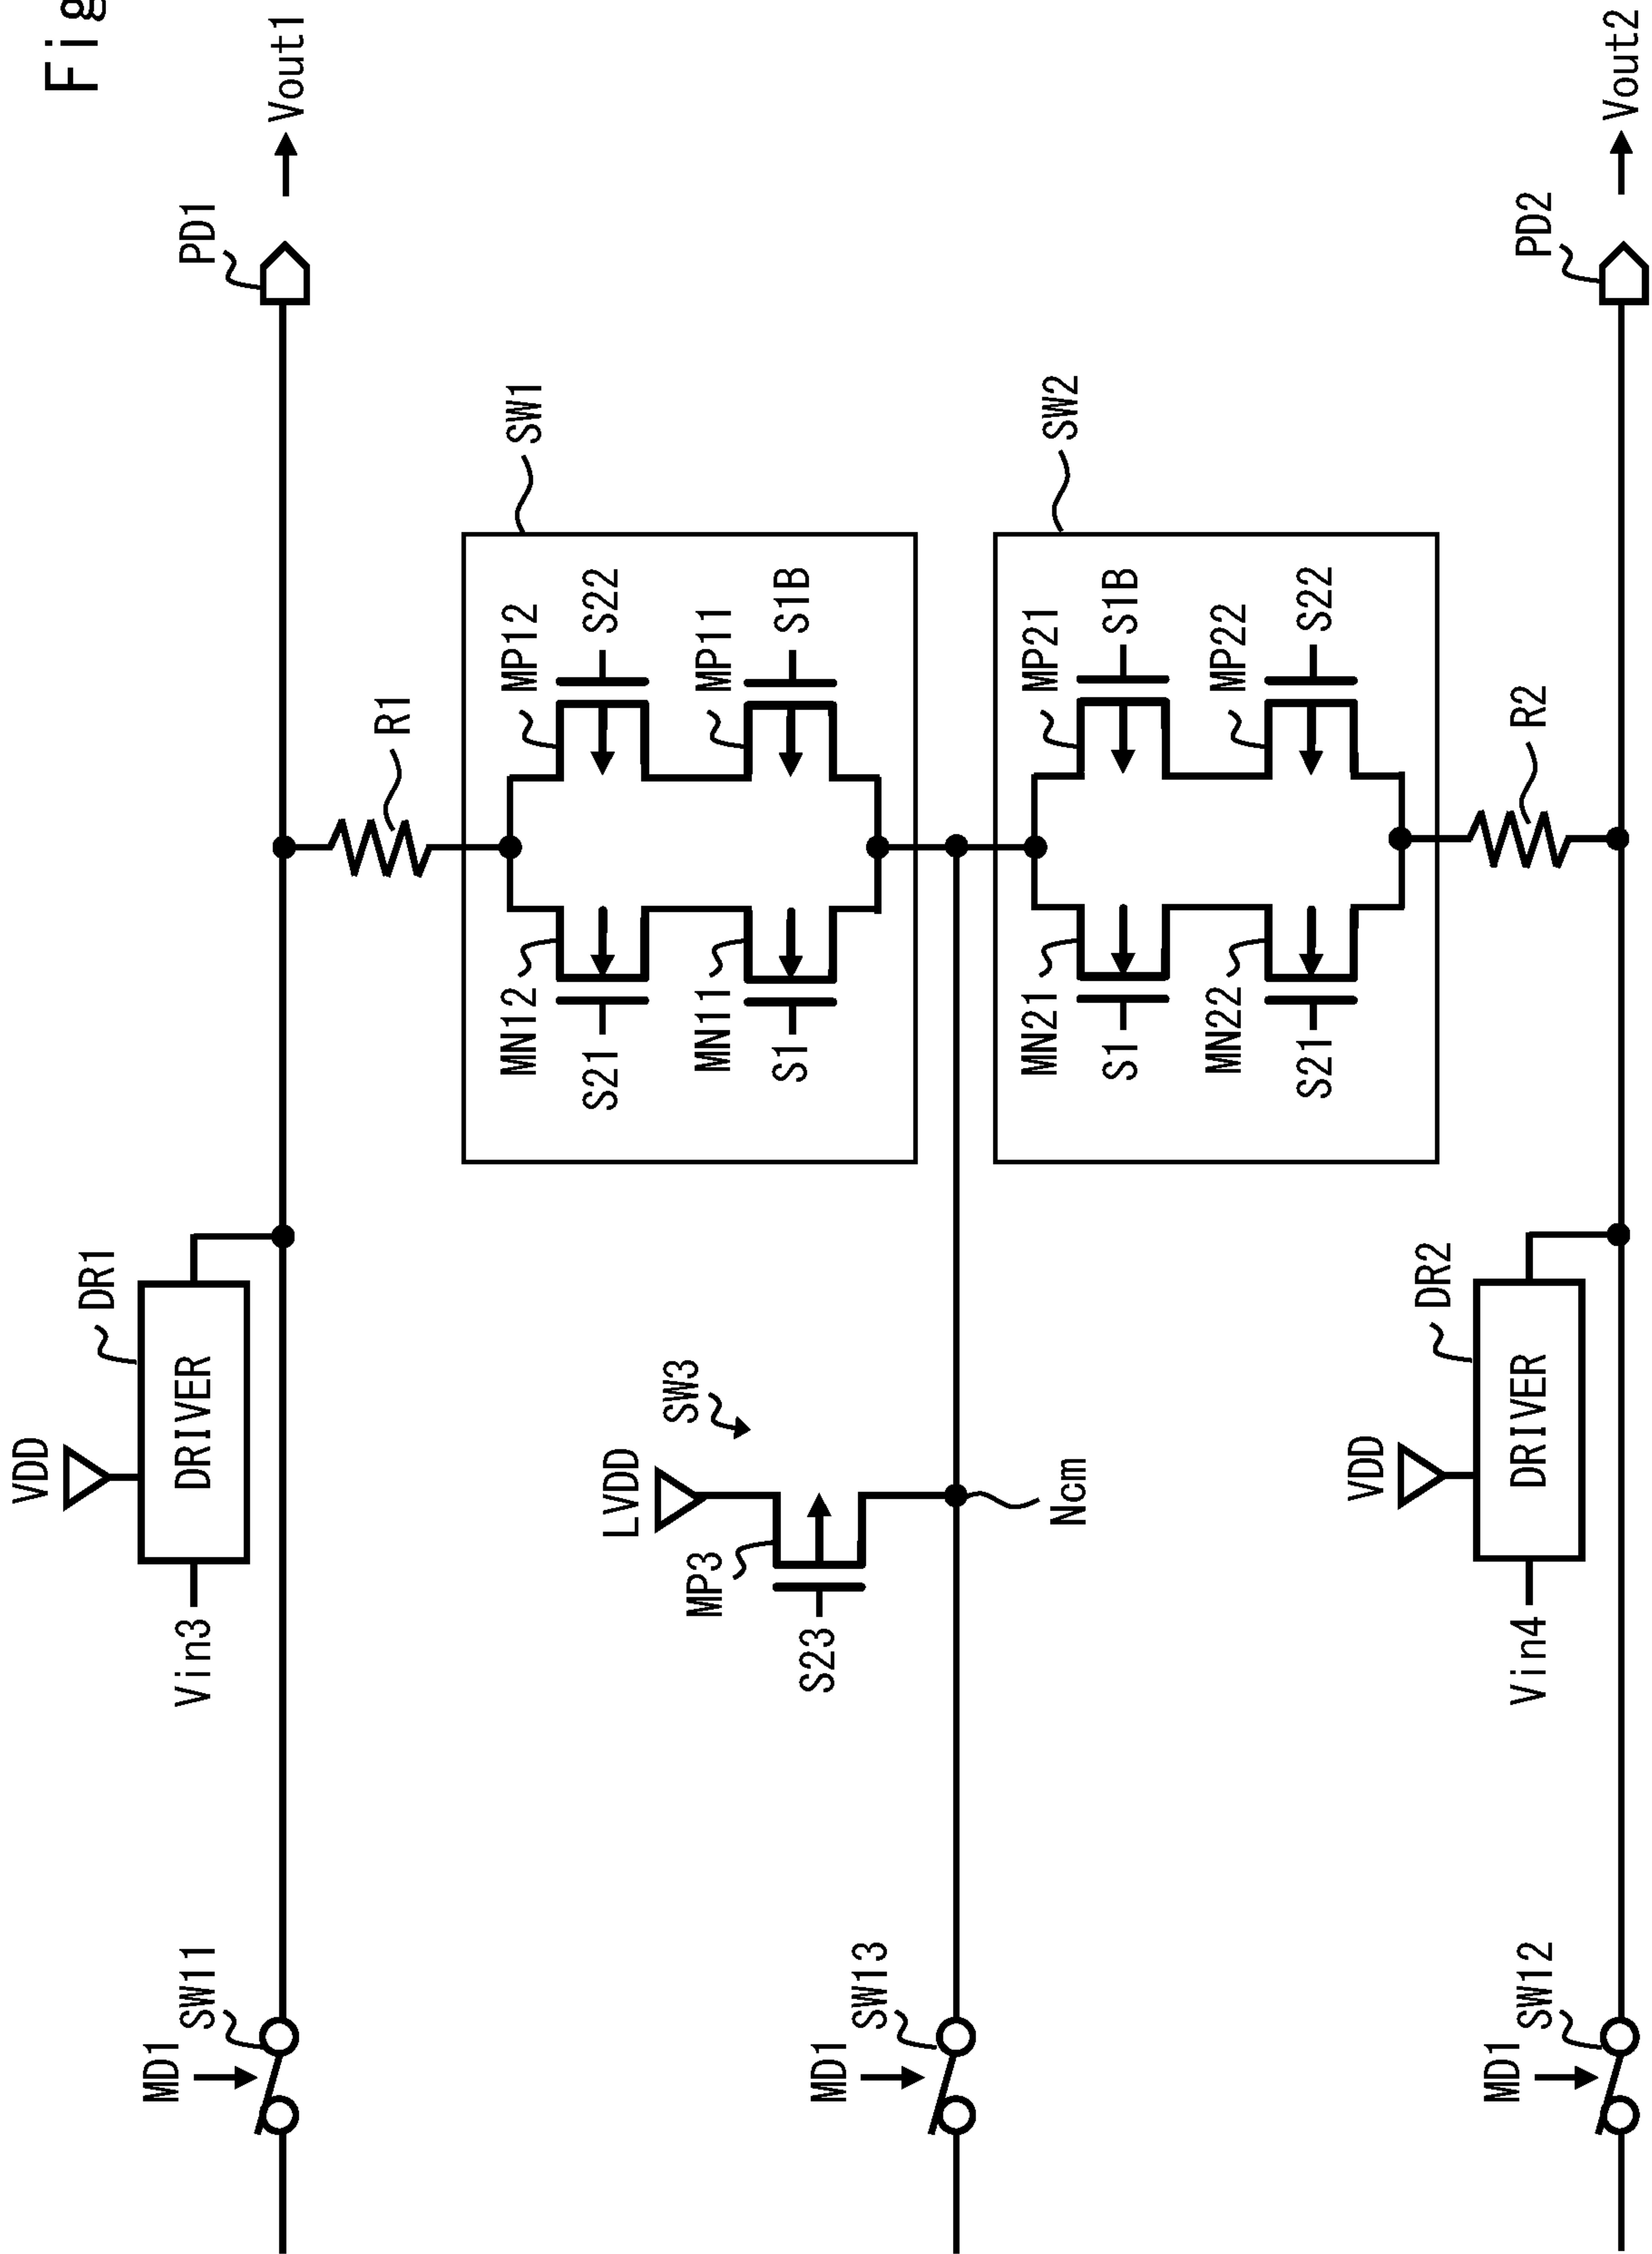 Fig
VDD
DR1
DRIVER
Vin3
MD1
SW11
PD1
Vout1
R1
SW1
MN12
S21
MP12
S22
MN11
S1
MP11
S1B
LVDD
SW3
MP3
S23
MD1
SW13
Ncm
SW2
MN21
S1
MP21
S1B
MN22
S21
MP22
S22
R2
VDD
DR2
DRIVER
Vin4
MD1
SW12
PD2
Vout2